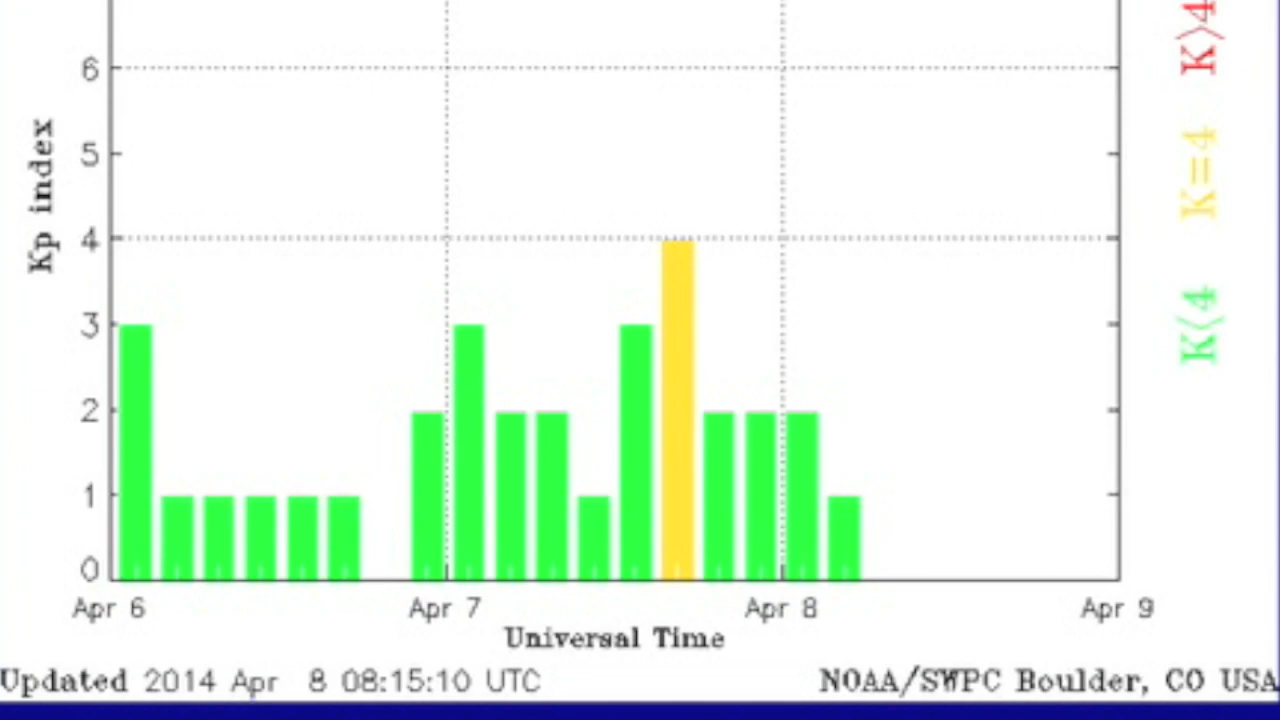 6
5
4
3
2
1
0
Kp index
Apr 6 Apr 7 Apr 8 Apr 9
Universal Time
Updated 2014 Apr 8 08:15:10 UTC NOAA/SWPC Boulder, CO USA
K<4 K=4 K>4